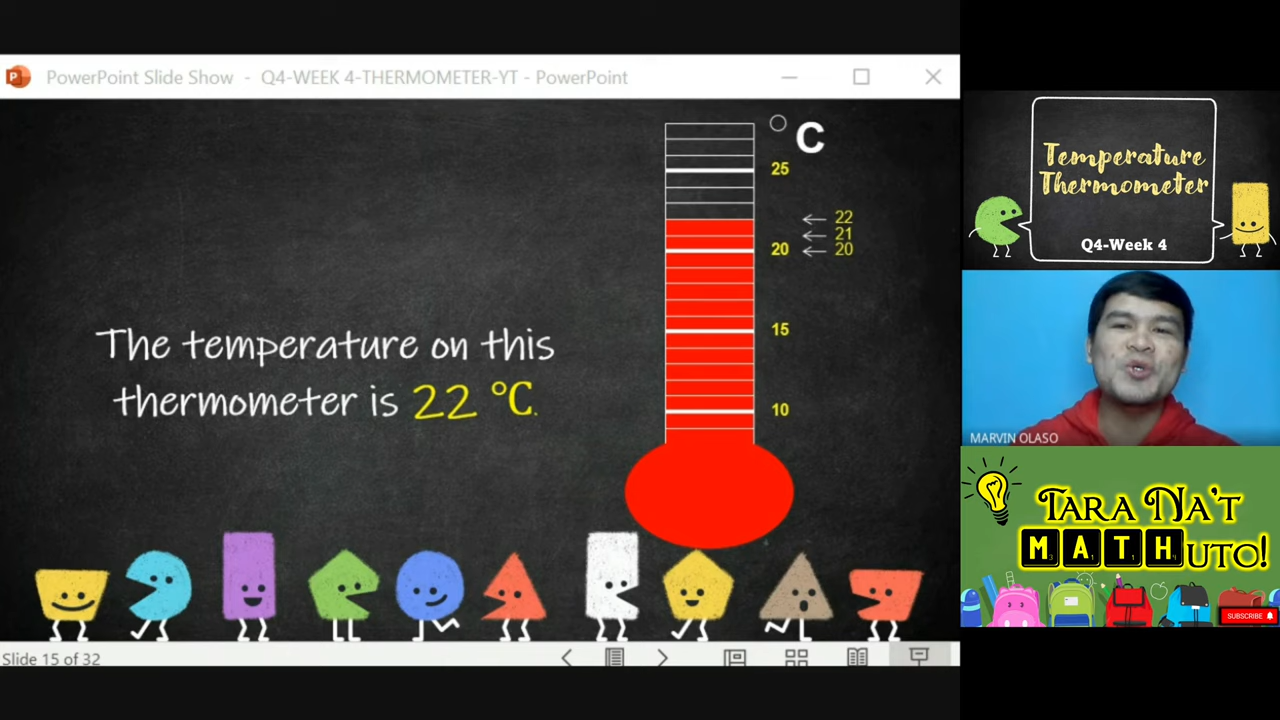 PowerPoint Slide Show - Q4-WEEK 4-THERMOMETER-YT - PowerPoint
° C
25
22
21
20 20
15
10
The temperature on this
thermometer is 22 °C.
Slide 15 of 32
Temperature
Thermometer
Q4-Week 4
MARVIN OLASO
TARA NA'T
MATHUTO!
SUBSCRIBE